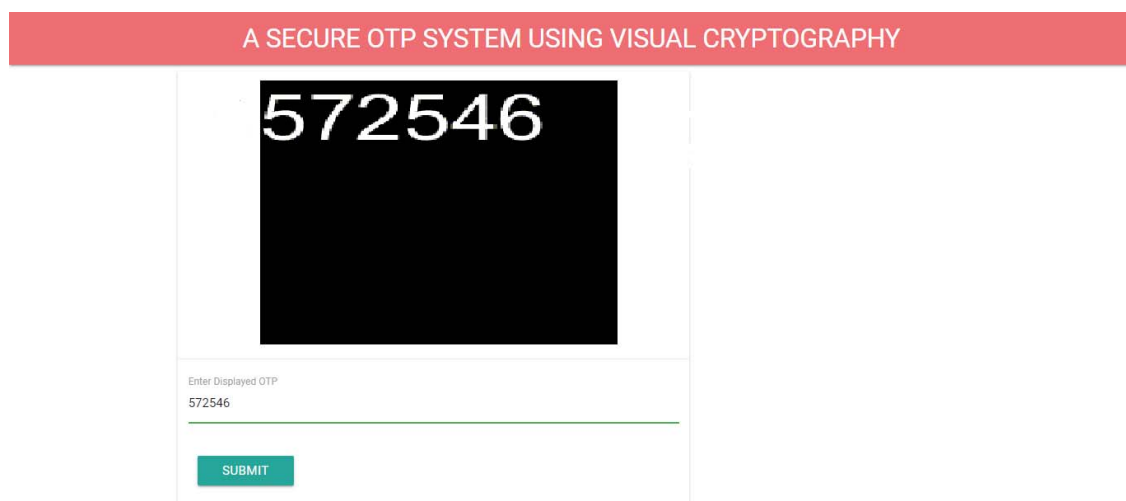 A SECURE OTP SYSTEM USING VISUAL CRYPTOGRAPHY
572546
Enter Displayed OTP
572546
SUBMIT